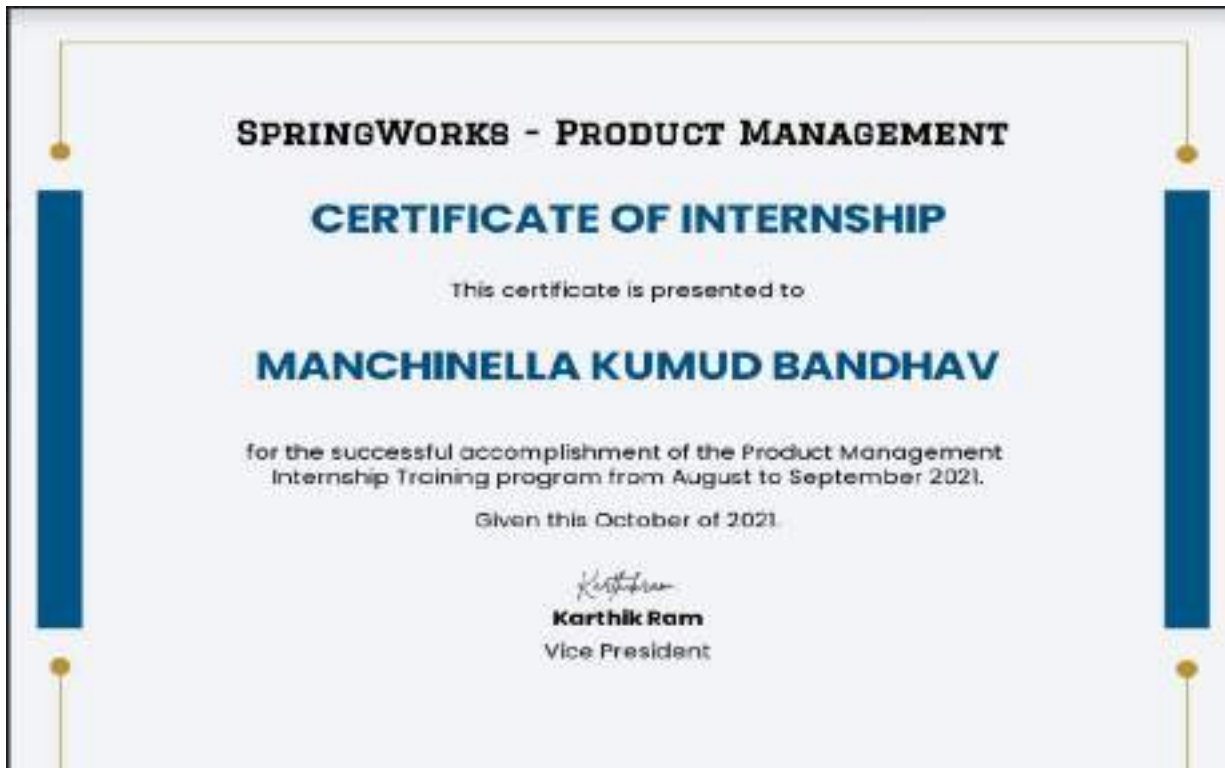 SPRINGWORKS - PRODUCT MANAGEMENT
CERTIFICATE OF INTERNSHIP
This certificate is presented to
MANCHINELLA KUMUD BANDHAV
for the successful accomplishment of the Product Management
Internship Training program from August to September 2021.
Given this October of 2021.
Karthikram
Karthik Ram
Vice President